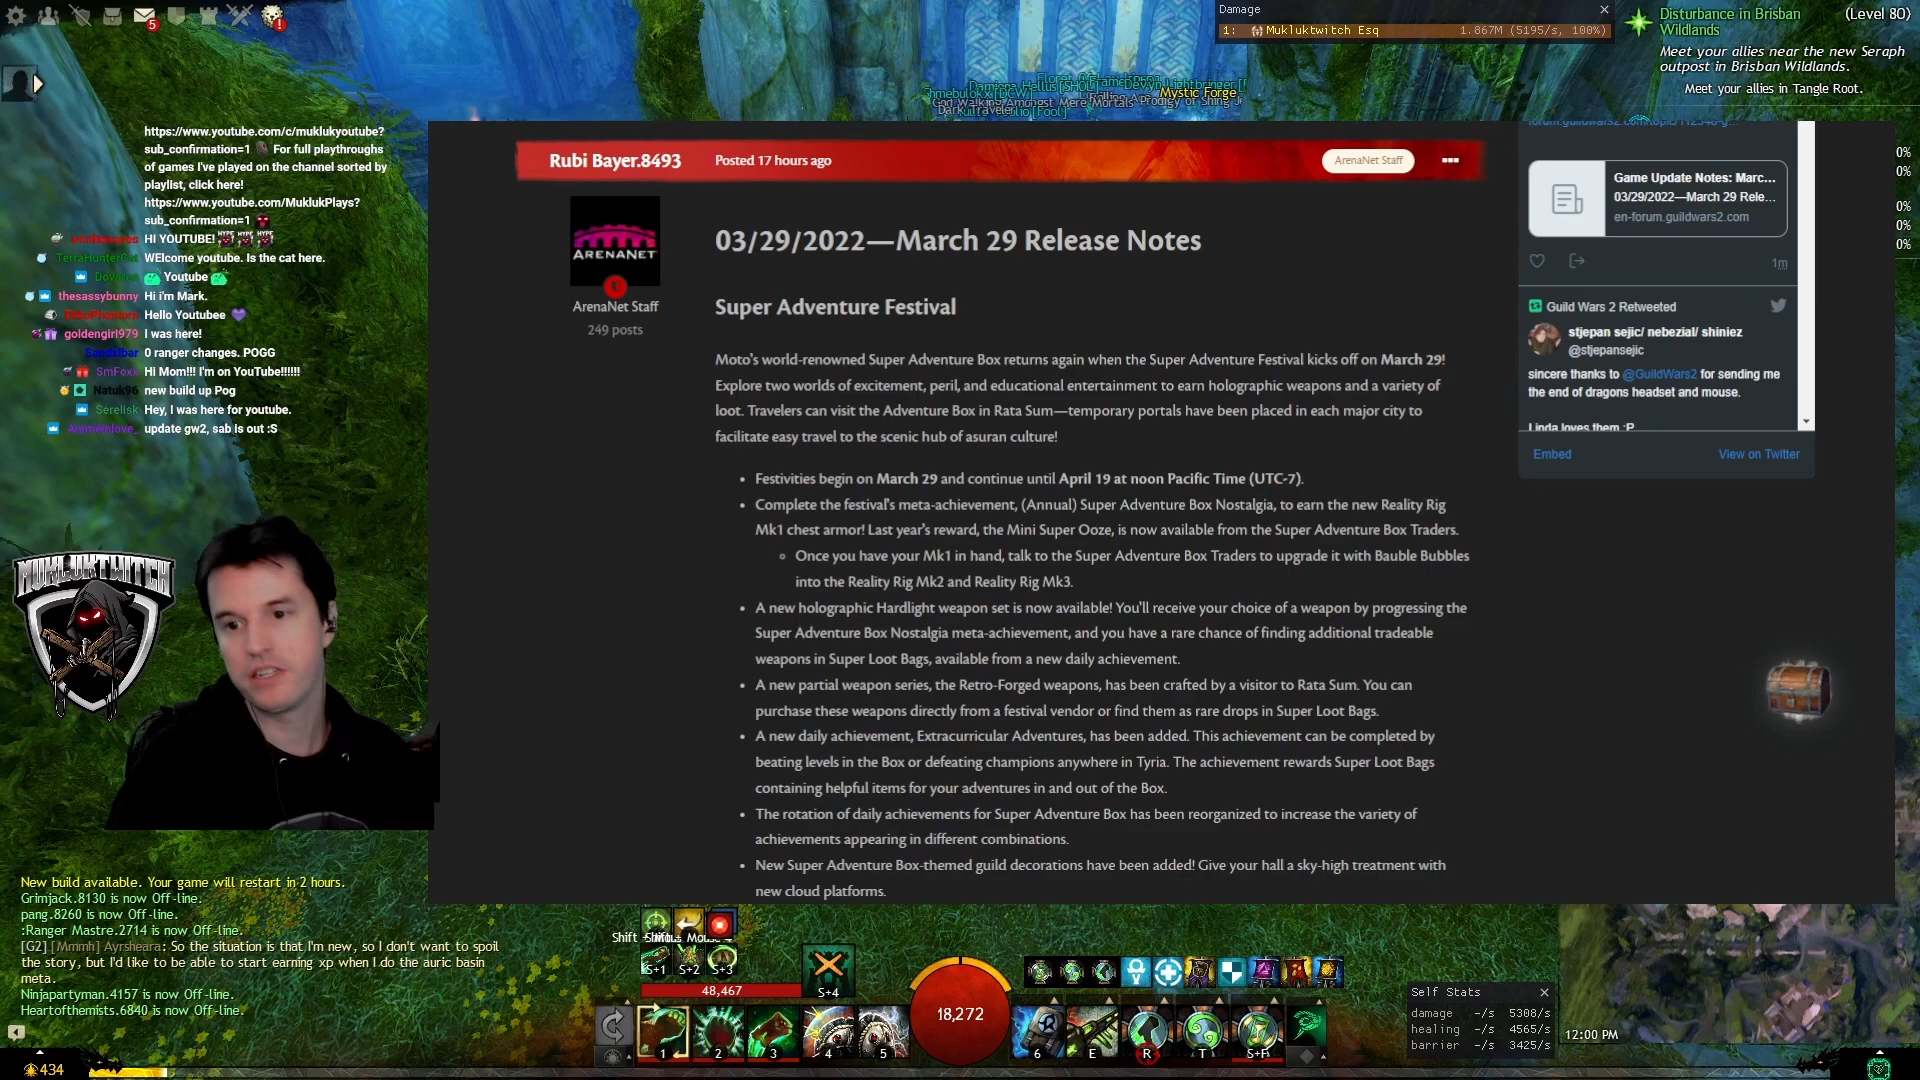 5
Damage
1: Mukluktwitch Esq 1.867M (5195/s, 100%)
Disturbance in Brisban Wildlands
(Level 80)
Meet your allies near the new Seraph
outpost in Brisban Wildlands.
Meet your allies in Tangle Root.
Mystic Forge
https://www.youtube.com/c/muklukyoutube?
sub_confirmation=1 For full playthroughs
of games I've played on the channel sorted by
playlist, click here!
https://www.youtube.com/MuklukPlays?
sub_confirmation=1
HI YOUTUBE!
TerraHunterCat WElcome youtube. Is the cat here.
Youtube
thesassybunny Hi i'm Mark.
Hello Youtubee
goldengirl979 I was here!
0 ranger changes. POGG
SmFoxx Hi Mom!!! I'm on YouTube!!!!!!
Natuk96 new build up Pog
Serelisk Hey, I was here for youtube.
update gw2, sab is out :S
MUKLUKTWITCH
Rubi Bayer.8493
Posted 17 hours ago
ArenaNet Staff
ARENANET
ArenaNet Staff
249 posts
03/29/2022—March 29 Release Notes
Super Adventure Festival
Moto's world-renowned Super Adventure Box returns again when the Super Adventure Festival kicks off on March 29!
Explore two worlds of excitement, peril, and educational entertainment to earn holographic weapons and a variety of
loot. Travelers can visit the Adventure Box in Rata Sum—temporary portals have been placed in each major city to
facilitate easy travel to the scenic hub of asuran culture!
• Festivities begin on March 29 and continue until April 19 at noon Pacific Time (UTC-7).
• Complete the festival's meta-achievement, (Annual) Super Adventure Box Nostalgia, to earn the new Reality Rig
Mk1 chest armor! Last year's reward, the Mini Super Ooze, is now available from the Super Adventure Box Traders.
◦ Once you have your Mk1 in hand, talk to the Super Adventure Box Traders to upgrade it with Bauble Bubbles
into the Reality Rig Mk2 and Reality Rig Mk3.
• A new holographic Hardlight weapon set is now available! You'll receive your choice of a weapon by progressing the
Super Adventure Box Nostalgia meta-achievement, and you have a rare chance of finding additional tradeable
weapons in Super Loot Bags, available from a new daily achievement.
• A new partial weapon series, the Retro-Forged weapons, has been crafted by a visitor to Rata Sum. You can
purchase these weapons directly from a festival vendor or find them as rare drops in Super Loot Bags.
• A new daily achievement, Extracurricular Adventures, has been added. This achievement can be completed by
beating levels in the Box or defeating champions anywhere in Tyria. The achievement rewards Super Loot Bags
containing helpful items for your adventures in and out of the Box.
• The rotation of daily achievements for Super Adventure Box has been reorganized to increase the variety of
achievements appearing in different combinations.
• New Super Adventure Box-themed guild decorations have been added! Give your hall a sky-high treatment with
new cloud platforms.
Game Update Notes: Marc...
03/29/2022—March 29 Rele...
en-forum.guildwars2.com
1m
Guild Wars 2 Retweeted
stjepan sejic/ nebezial/ shiniez
@stjepansejic
sincere thanks to @GuildWars2 for sending me
the end of dragons headset and mouse.
Linda loves them :P
Embed
View on Twitter
0%
0%
0%
0%
0%
New build available. Your game will restart in 2 hours.
Grimjack.8130 is now Off-line.
pang.8260 is now Off-line.
:Ranger Mastre.2714 is now Off-line.
[G2] [Mmmh] Ayrsheara: So the situation is that I'm new, so I don't want to spoil
the story, but I'd like to be able to start earning xp when I do the auric basin
meta.
Ninjapartyman.4157 is now Off-line.
Heartofthemists.6840 is now Off-line.
434
Shift
S+1
S+2
S+3
S+4
48,467
1
2
3
4
5
18,272
6
E
R
T
S+F
Self Stats
damage -/s 5308/s
healing -/s 4565/s
barrier -/s 3425/s
12:00 PM